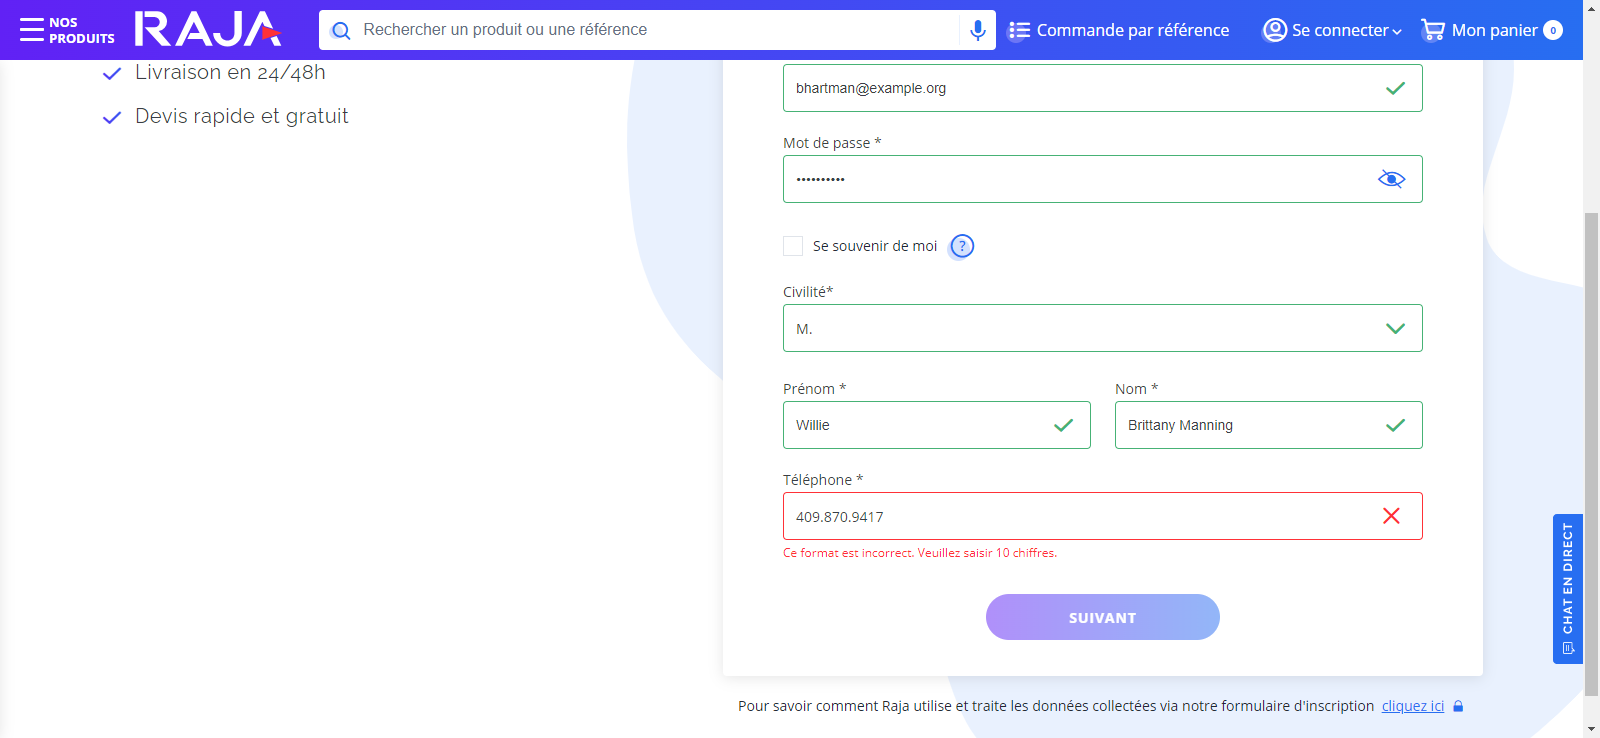 NOS PRODUITS
RAJA
Rechercher un produit ou une référence
Commande par référence
Se connecter
Mon panier 0
Livraison en 24/48h
Devis rapide et gratuit
bhartman@example.org
Mot de passe *
••••••••••
Se souvenir de moi ?
Civilité*
M.
Prénom *
Nom *
Willie
Brittany Manning
Téléphone *
409.870.9417
Ce format est incorrect. Veuillez saisir 10 chiffres.
SUIVANT
CHAT EN DIRECT
Pour savoir comment Raja utilise et traite les données collectées via notre formulaire d'inscription cliquez ici